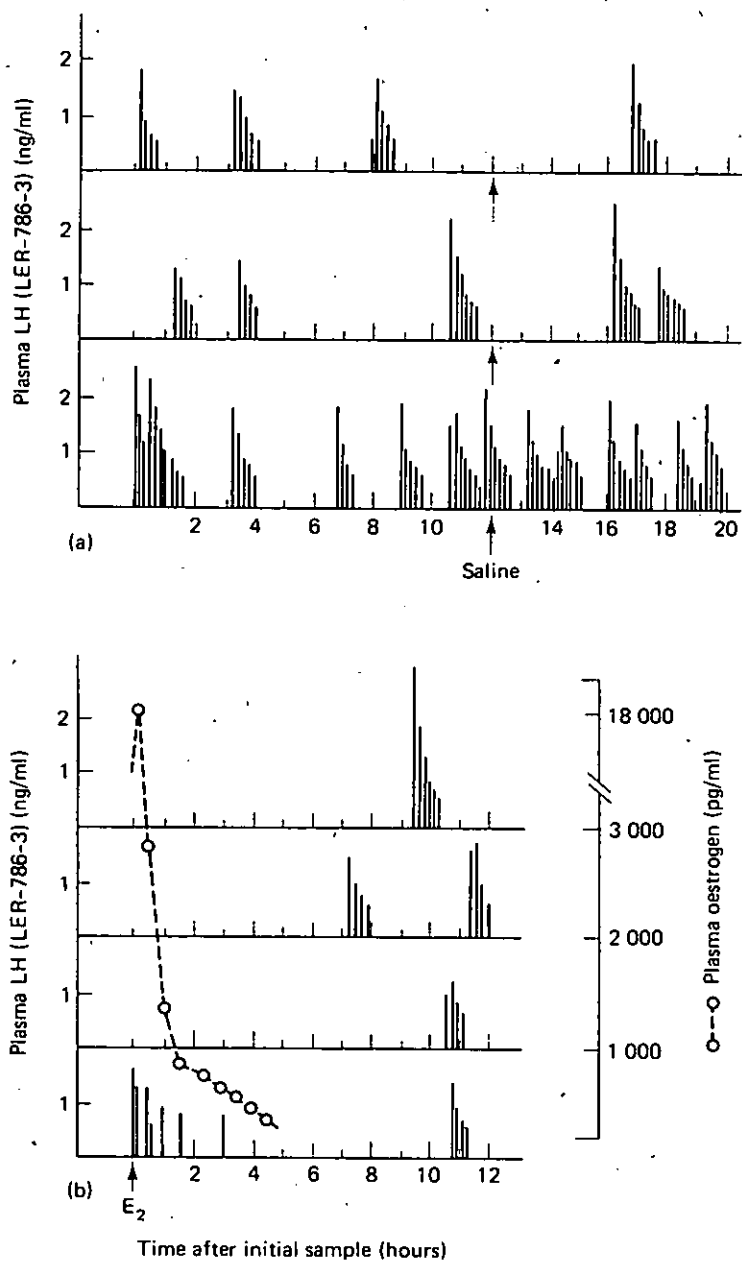 Plasma LH (LER-786-3) (ng/ml)
2
1
2
1
2
1
2 4 6 8 10 12 14 16 18 20
(a)
Saline
Plasma LH (LER-786-3) (ng/ml)
2
1
1
1
1
18 000
3 000
2 000
1 000
Plasma oestrogen (pg/ml)
2 4 6 8 10 12
(b)
E2
Time after initial sample (hours)